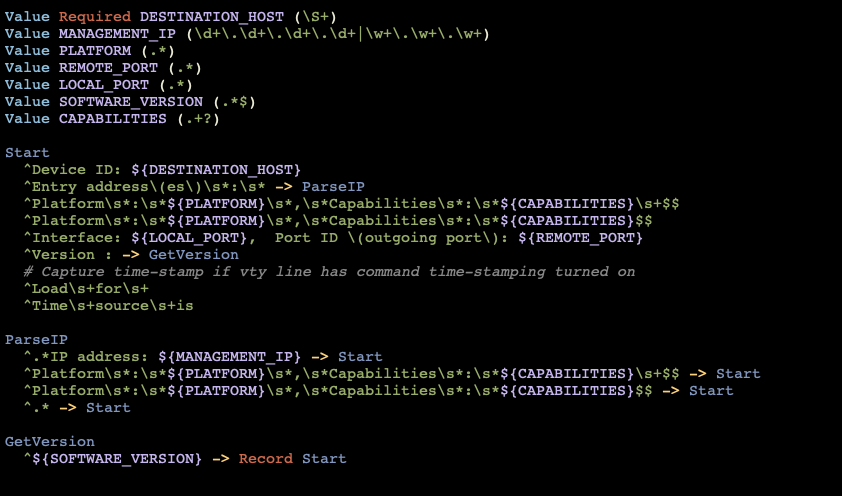 Value Required DESTINATION_HOST (\S+)
Value MANAGEMENT_IP (\d+\.\d+\.\d+\.\d+|\w+\.\w+\.\w+)
Value PLATFORM (.*)
Value REMOTE_PORT (.*)
Value LOCAL_PORT (.*)
Value SOFTWARE_VERSION (.*$)
Value CAPABILITIES (.+?)

Start
  ^Device ID: ${DESTINATION_HOST}
  ^Entry address\(es\)\s*:\s* -> ParseIP
  ^Platform\s*:\s*${PLATFORM}\s*,\s*Capabilities\s*:\s*${CAPABILITIES}\s+$$
  ^Platform\s*:\s*${PLATFORM}\s*,\s*Capabilities\s*:\s*${CAPABILITIES}$$
  ^Interface: ${LOCAL_PORT},  Port ID \(outgoing port\): ${REMOTE_PORT}
  ^Version : -> GetVersion
  # Capture time-stamp if vty line has command time-stamping turned on
  ^Load\s+for\s+
  ^Time\s+source\s+is

ParseIP
  ^.*IP address: ${MANAGEMENT_IP} -> Start
  ^Platform\s*:\s*${PLATFORM}\s*,\s*Capabilities\s*:\s*${CAPABILITIES}\s+$$ -> Start
  ^Platform\s*:\s*${PLATFORM}\s*,\s*Capabilities\s*:\s*${CAPABILITIES}$$ -> Start
  ^.* -> Start

GetVersion
  ^${SOFTWARE_VERSION} -> Record Start